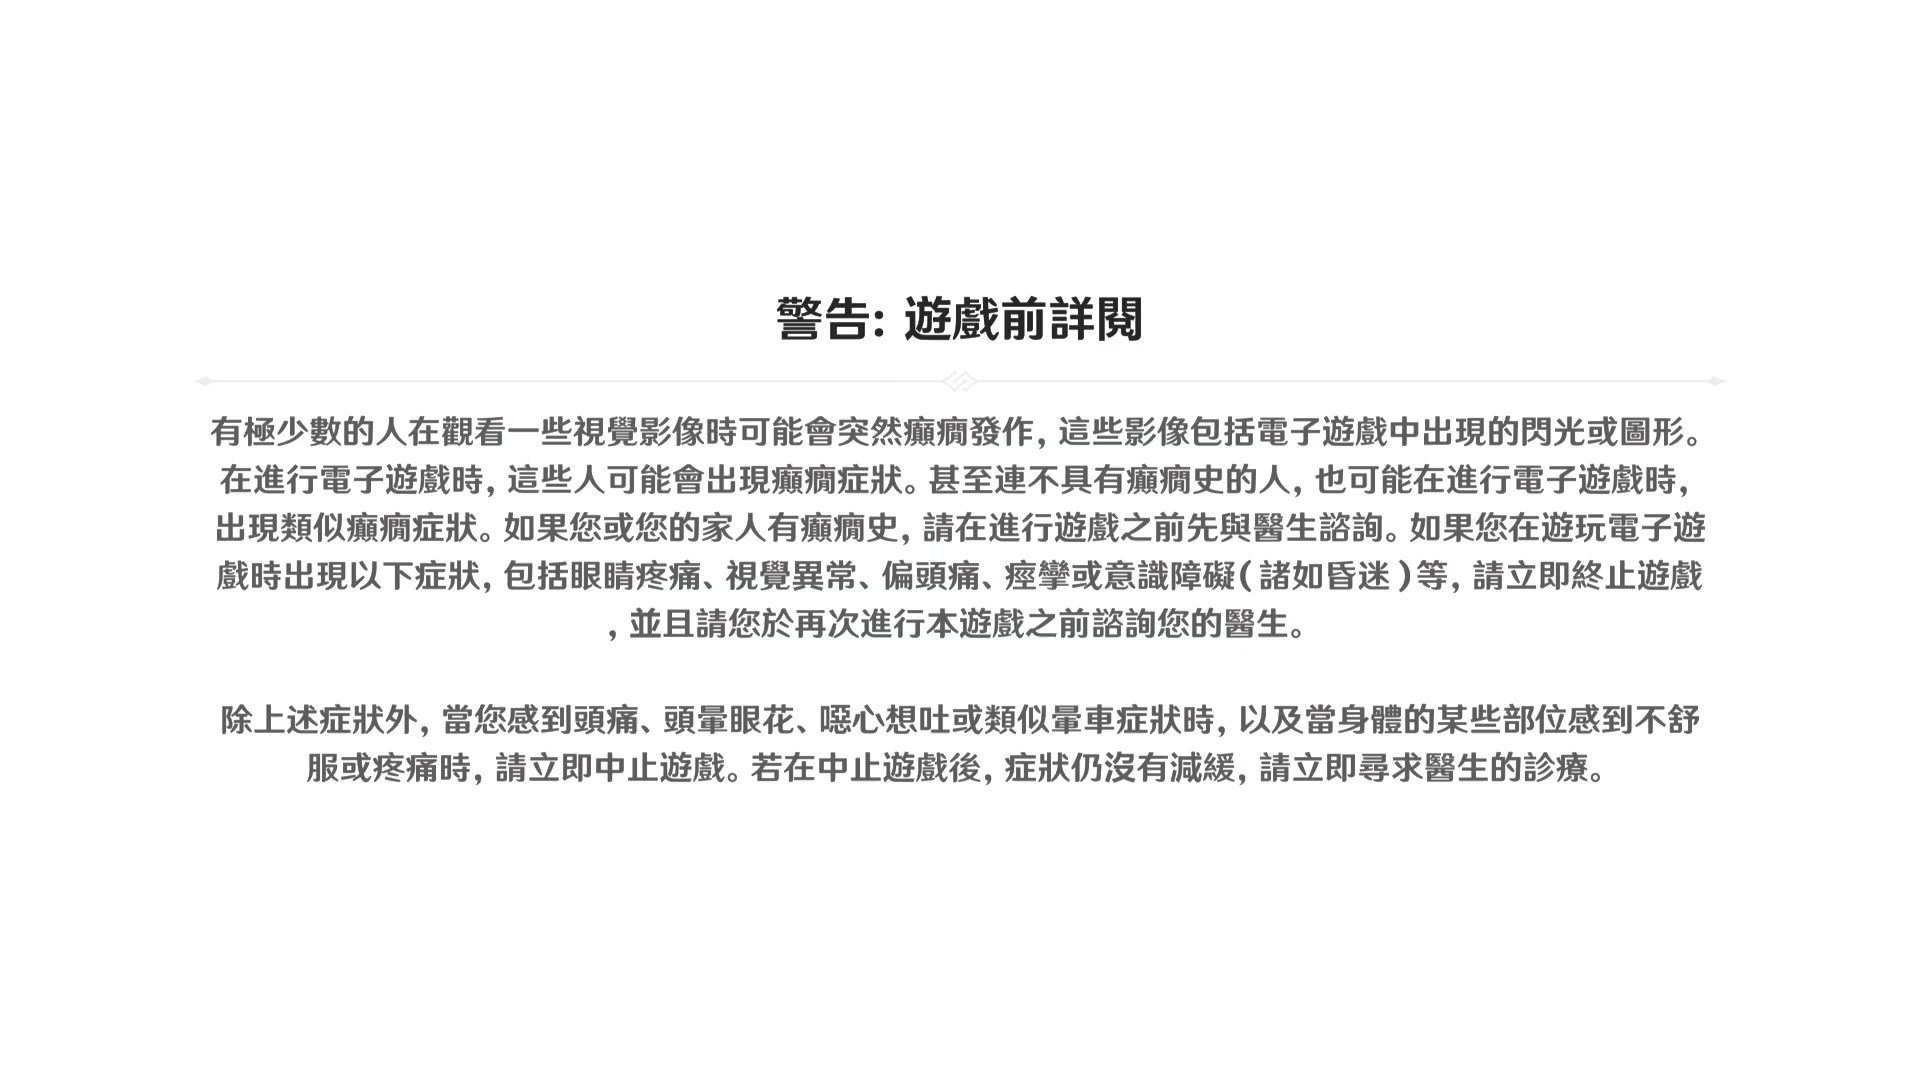 警告: 遊戲前詳閱
有極少數的人在觀看一些視覺影像時可能會突然癲癇發作, 這些影像包括電子遊戲中出現的閃光或圖形。
在進行電子遊戲時, 這些人可能會出現癲癇症狀。甚至連不具有癲癇史的人, 也可能在進行電子遊戲時,
出現類似癲癇症狀。如果您或您的家人有癲癇史, 請在進行遊戲之前先與醫生諮詢。如果您在遊玩電子遊
戲時出現以下症狀, 包括眼睛疼痛、視覺異常、偏頭痛、痙攣或意識障礙( 諸如昏迷 )等, 請立即終止遊戲
, 並且請您於再次進行本遊戲之前諮詢您的醫生。
除上述症狀外, 當您感到頭痛、頭暈眼花、噁心想吐或類似暈車症狀時, 以及當身體的某些部位感到不舒
服或疼痛時, 請立即中止遊戲。若在中止遊戲後, 症狀仍沒有減緩, 請立即尋求醫生的診療。